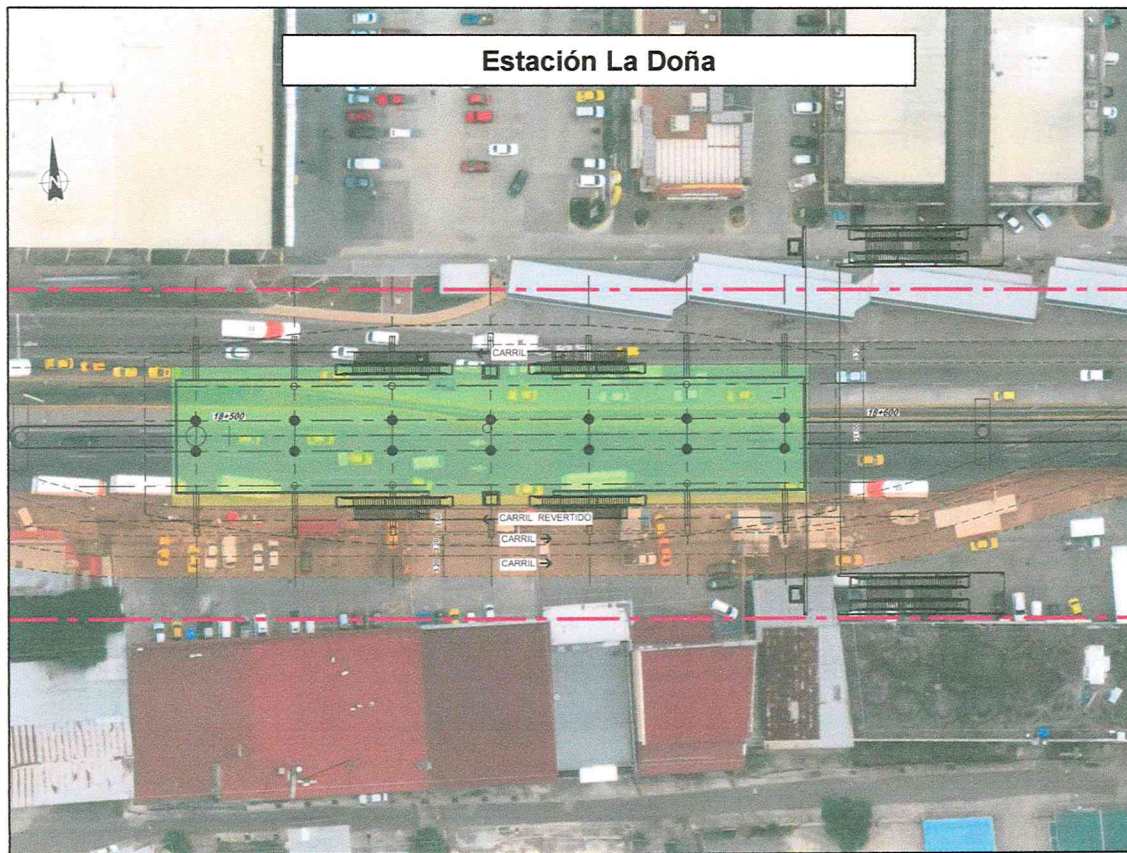 Estación La Doña
N
CARRIL
18+500
18+600
CARRIL REVERTIDO
CARRIL
CARRIL